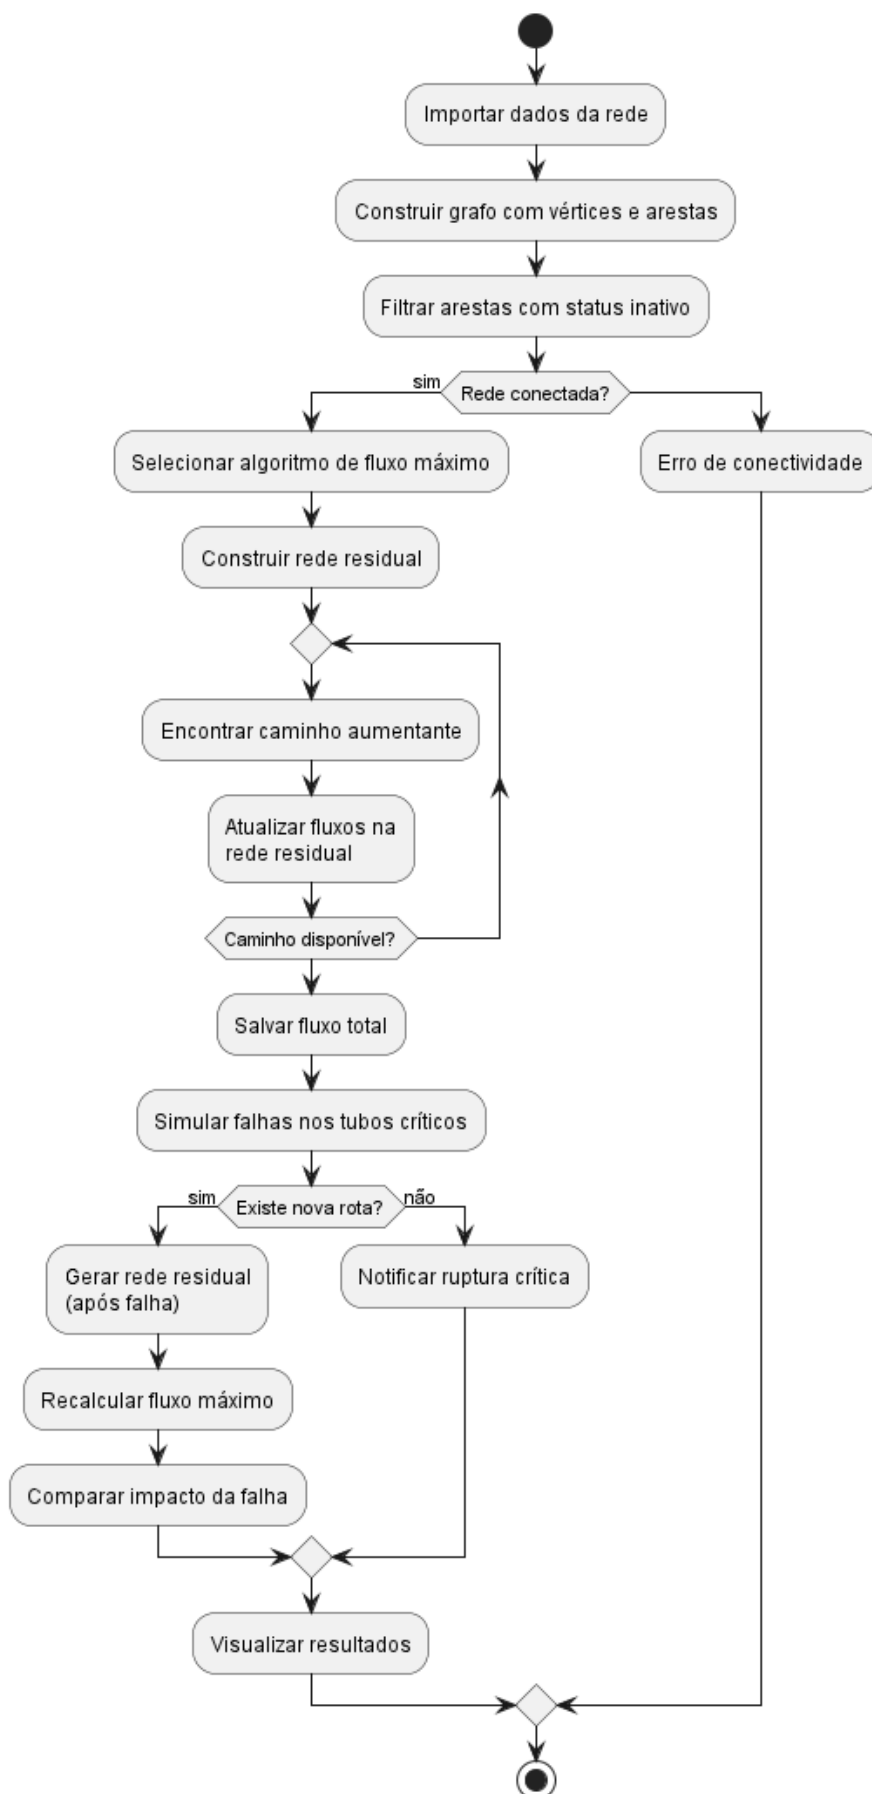 Importar dados da rede
Construir grafo com vértices e arestas
Filtrar arestas com status inativo
sim
Rede conectada?
Selecionar algoritmo de fluxo máximo
Erro de conectividade
Construir rede residual
Encontrar caminho aumentante
Atualizar fluxos na
rede residual
Caminho disponível?
Salvar fluxo total
Simular falhas nos tubos críticos
sim
Existe nova rota?
não
Gerar rede residual
(após falha)
Notificar ruptura crítica
Recalcular fluxo máximo
Comparar impacto da falha
Visualizar resultados